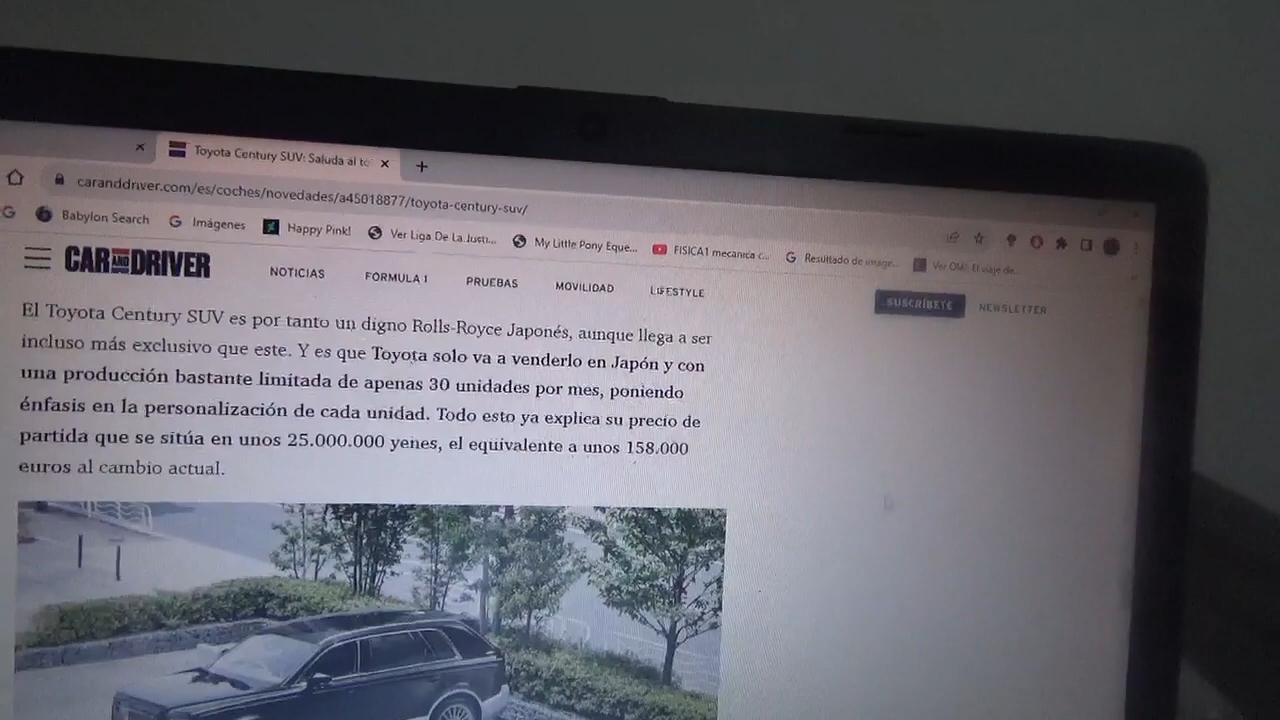 Toyota Century SUV: Saluda al to
caranddriver.com/es/coches/novedades/a45018877/toyota-century-suv/
Babylon Search
Imágenes
Happy Pink!
Ver Liga De La Justi...
My Little Pony Eque...
FISICA1 mecanica c...
Resultado de image...
Ver OMI: El viaje de...
CAR AND DRIVER
NOTICIAS
FÓRMULA 1
PRUEBAS
MOVILIDAD
LIFESTYLE
SUSCRÍBETE
NEWSLETTER
El Toyota Century SUV es por tanto un digno Rolls-Royce Japonés, aunque llega a ser
incluso más exclusivo que este. Y es que Toyota solo va a venderlo en Japón y con
una producción bastante limitada de apenas 30 unidades por mes, poniendo
énfasis en la personalización de cada unidad. Todo esto ya explica su precio de
partida que se sitúa en unos 25.000.000 yenes, el equivalente a unos 158.000
euros al cambio actual.